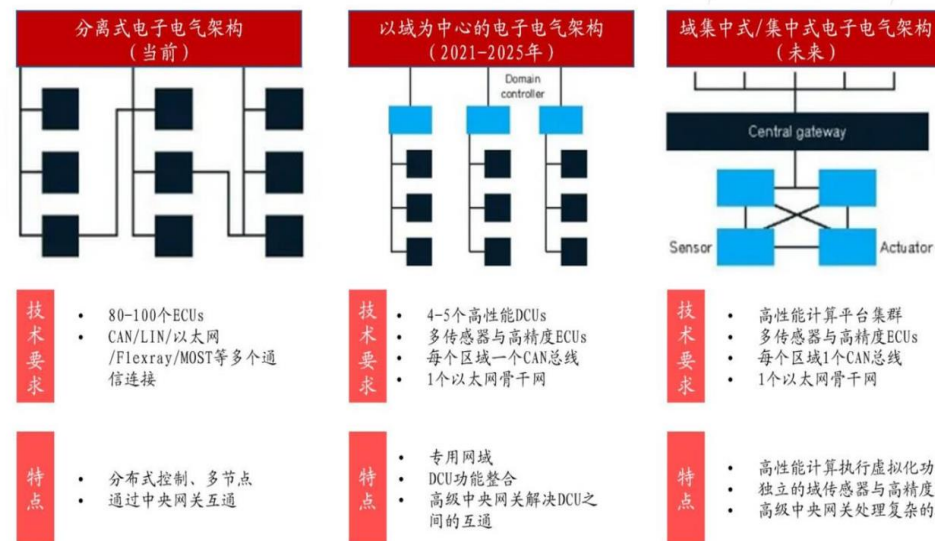 分离式电子电气架构
（当前）
以域为中心的电子电气架构
（2021-2025年）
域集中式/集中式电子电气架构
（未来）
Domain
controller
Central gateway
Sensor
Actuator
技术要求
• 80-100个ECUs
• CAN/LIN/以太网
/Flexray/MOST等多个通
信连接
技术要求
• 4-5个高性能DCUs
• 多传感器与高精度ECUs
• 每个区域一个CAN总线
• 1个以太网骨干网
技术要求
• 高性能计算平台集群
• 多传感器与高精度ECUs
• 每个区域1个CAN总线
• 1个以太网骨干网
特点
• 分布式控制、多节点
• 通过中央网关互通
特点
• 专用网域
• DCU功能整合
• 高级中央网关解决DCU之
间的互通
特点
• 高性能计算执行虚拟化功
• 独立的域传感器与高精度
• 高级中央网关处理复杂的